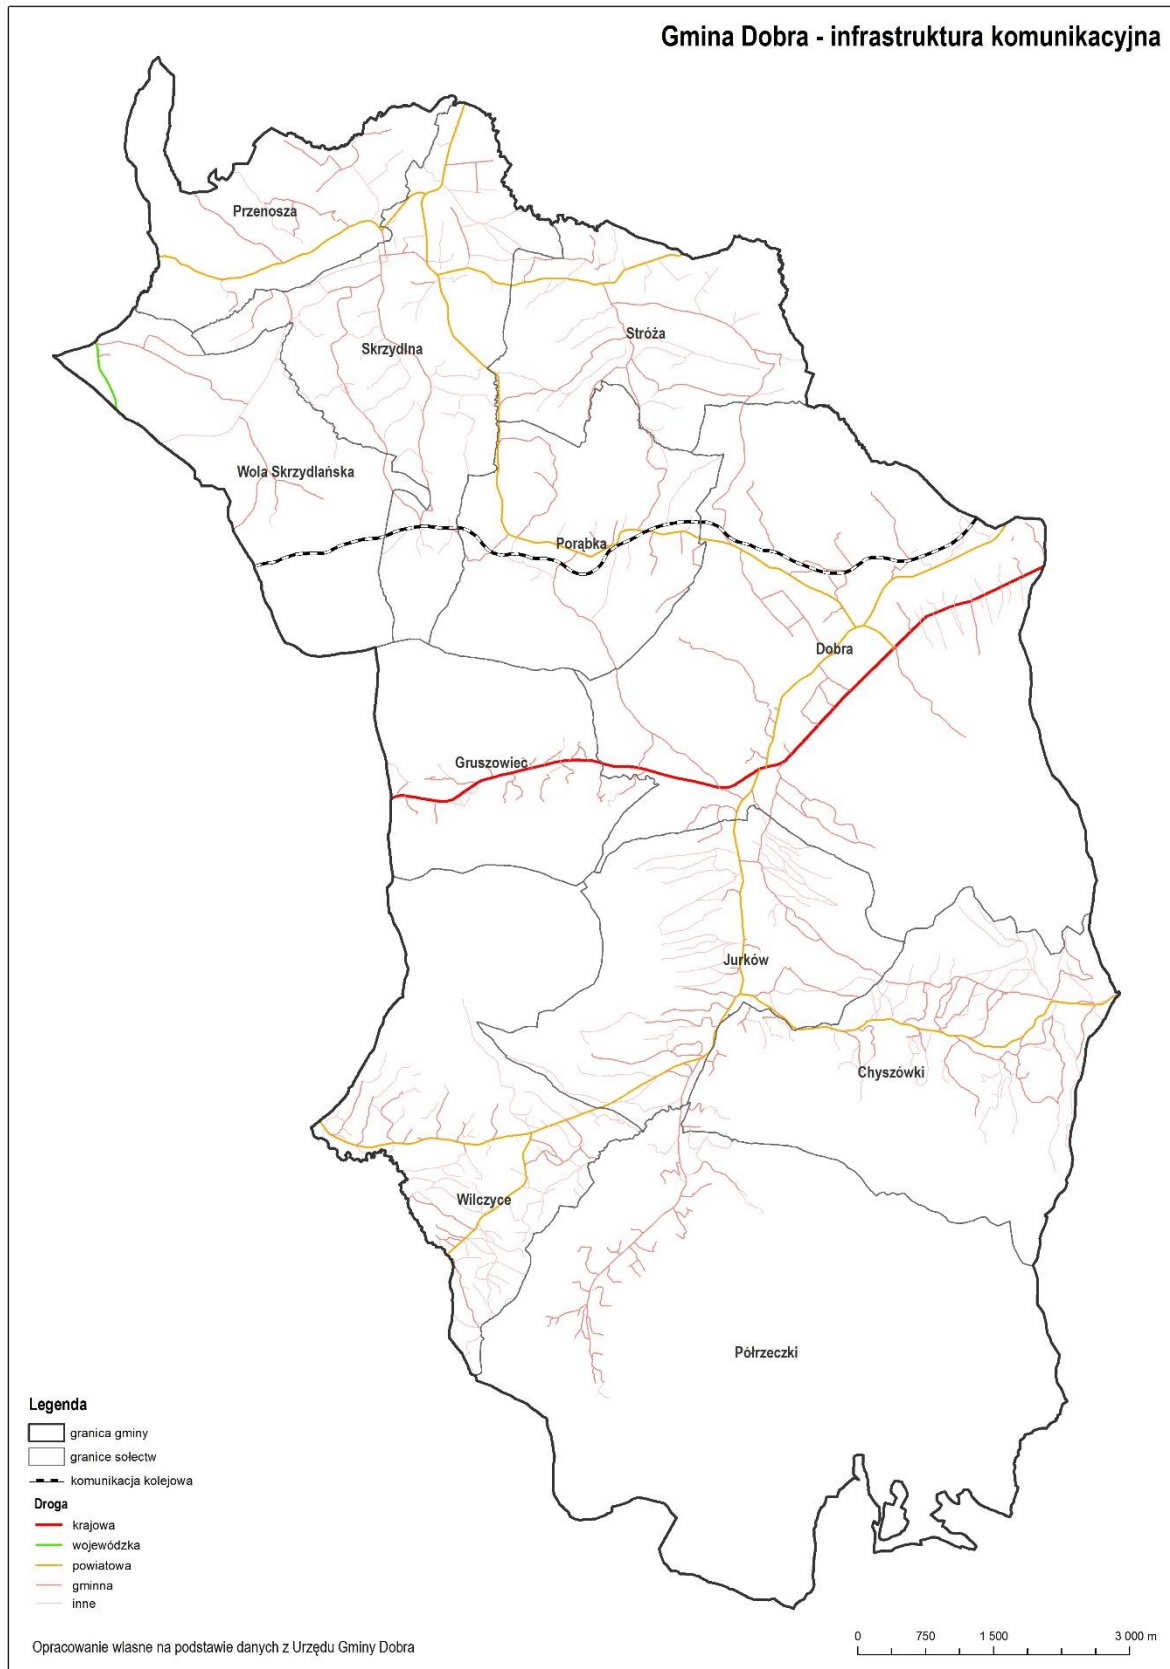 Gmina Dobra - infrastruktura komunikacyjna
Przenosza
Stróża
Skrzydlna
Wola Skrzydlańska
Porąbka
Dobra
Gruszowiec
Jurków
Chyszówki
Wilczyce
Półrzeczki
Legenda
granica gminy
granice sołectw
komunikacja kolejowa
Droga
krajowa
wojewódzka
powiatowa
gminna
inne
Opracowanie wlasne na podstawie danych z Urzędu Gminy Dobra
0 750 1 500 3 000 m